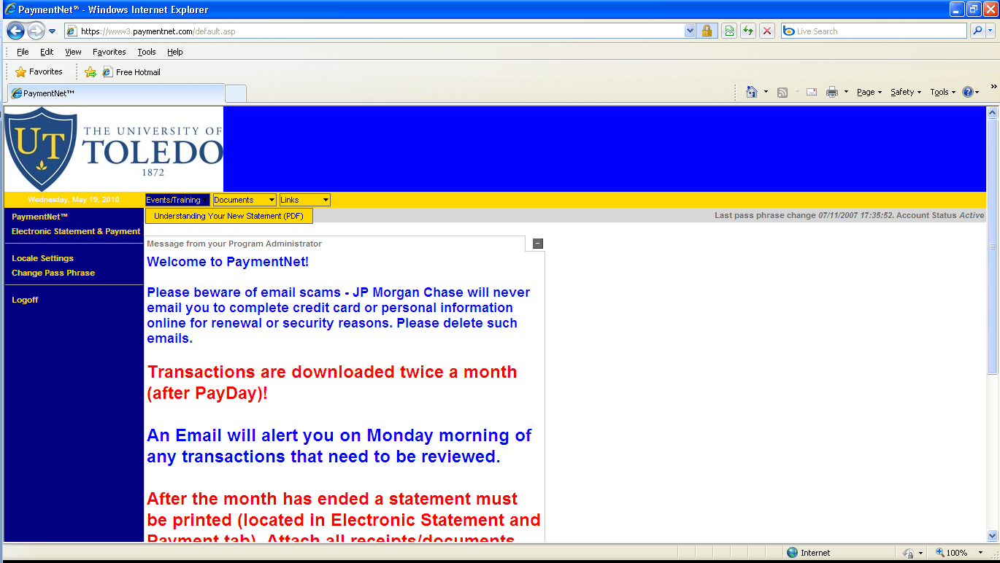 PaymentNet™ - Windows Internet Explorer
https://www3.paymentnet.com/default.asp
Live Search
File Edit View Favorites Tools Help
Favorites Free Hotmail
PaymentNet™
Page Safety Tools
UT
THE UNIVERSITY OF
TOLEDO
1872
Wednesday, May 19, 2010
Events/Training Documents Links
PaymentNet™
Electronic Statement & Payment
Locale Settings
Change Pass Phrase
Logoff
Understanding Your New Statement (PDF)
Last pass phrase change 07/11/2007 17:35:52. Account Status Active
Message from your Program Administrator
Welcome to PaymentNet!
Please beware of email scams - JP Morgan Chase will never
email you to complete credit card or personal information
online for renewal or security reasons. Please delete such
emails.
Transactions are downloaded twice a month
(after PayDay)!
An Email will alert you on Monday morning of
any transactions that need to be reviewed.
After the month has ended a statement must
be printed (located in Electronic Statement and
Payment tab). Attach all receipts/documents
Internet
100%